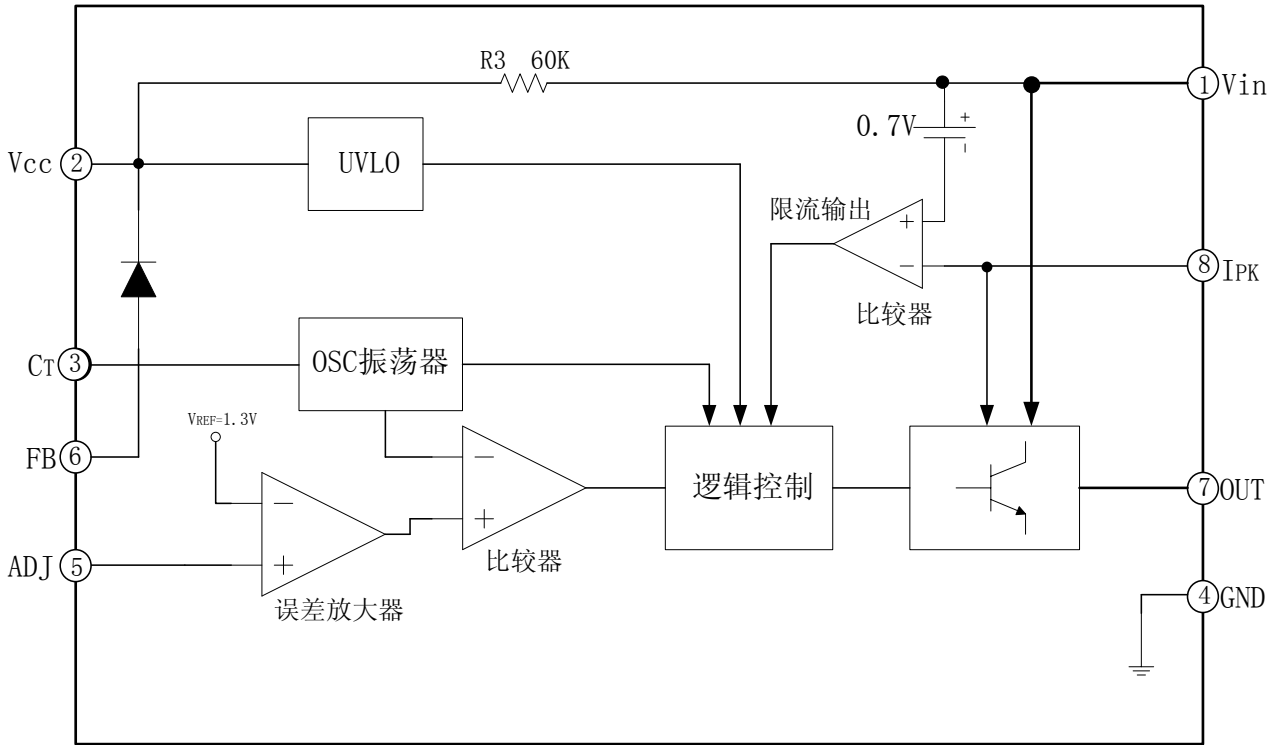 R3 60K
① Vin
0.7V
+
-
Vcc ②
UVLO
限流输出
+
−
⑧ IPK
比较器
CT ③
OSC振荡器
VREF=1.3V
FB ⑥
−
+
−
+
逻辑控制
⑦ OUT
比较器
ADJ ⑤
误差放大器
④ GND